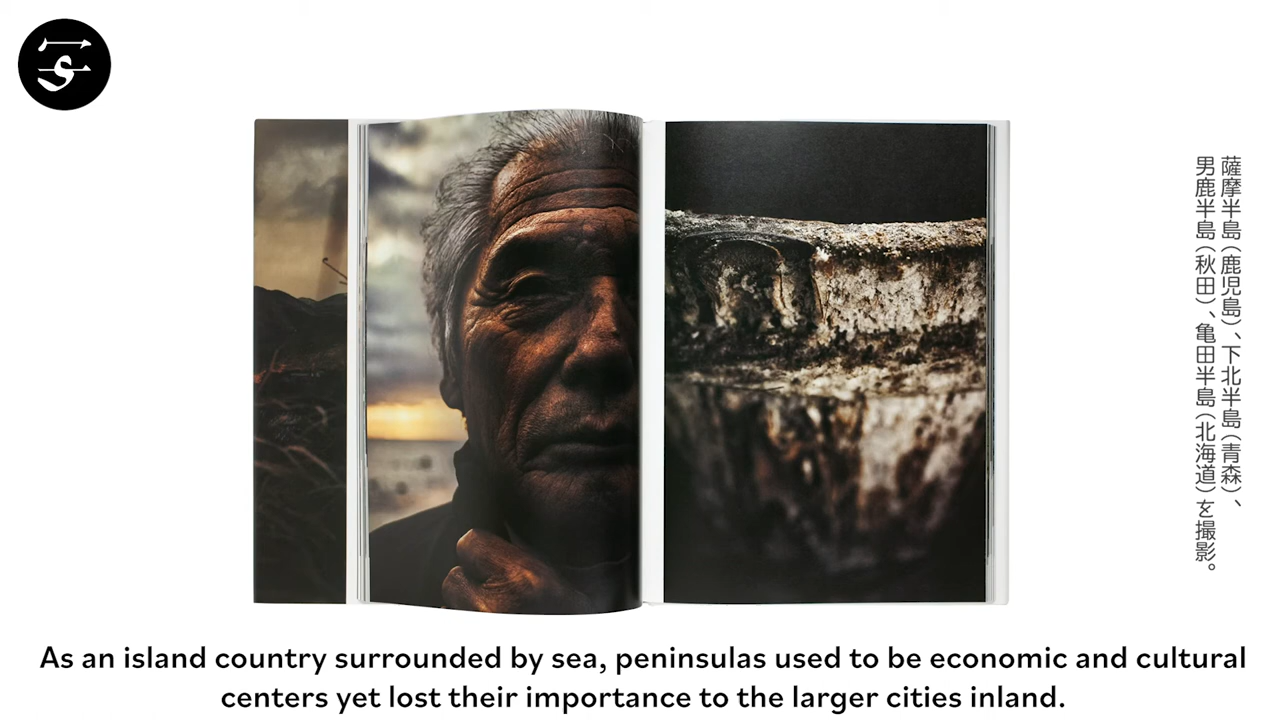 薩摩半島(鹿児島)、下北半島(青森)、
男鹿半島(秋田)、亀田半島(北海道)を撮影。
As an island country surrounded by sea, peninsulas used to be economic and cultural
centers yet lost their importance to the larger cities inland.